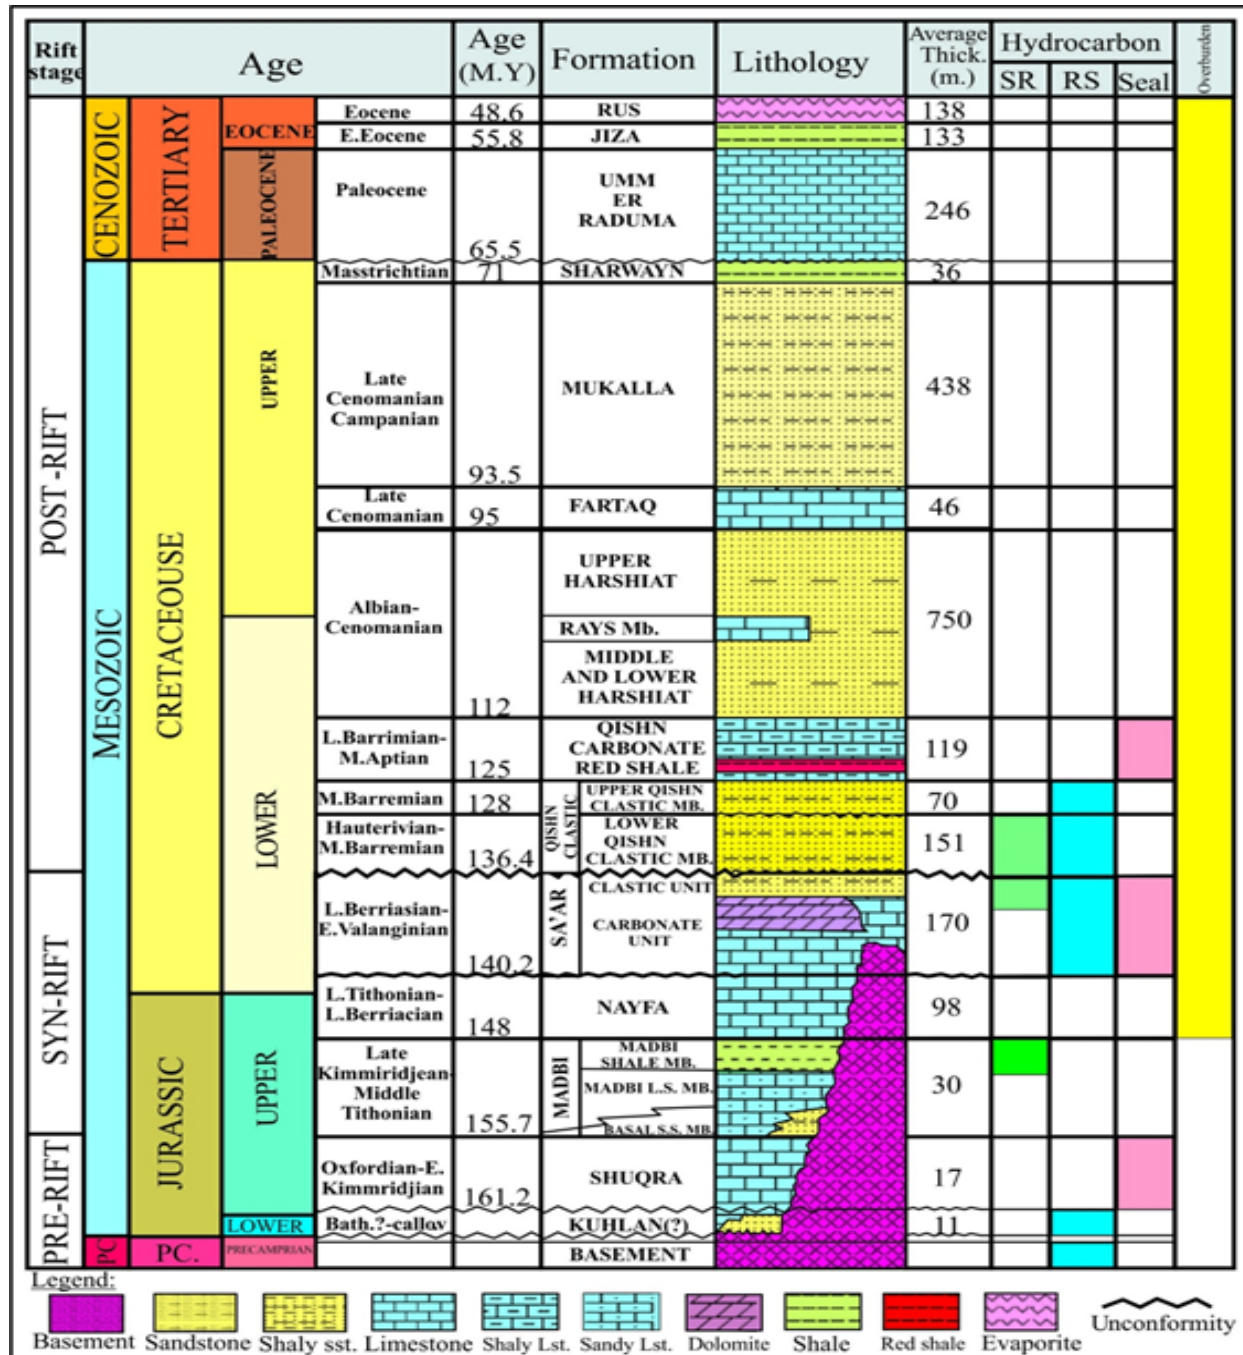 Rift stage
Age
Age (M.Y)
Formation
Lithology
Average Thick. (m.)
Hydrocarbon
SR
RS
Seal
Overburden
POST -RIFT
SYN-RIFT
PRE-RIFT
CENOZOIC
MESOZOIC
PC
TERTIARY
CRETACEOUSE
JURASSIC
PC.
EOCENE
PALEOCENE
UPPER
LOWER
UPPER
LOWER
PRECAMPRIAN
Eocene
48.6
RUS
138
E.Eocene
55.8
JIZA
133
Paleocene
65.5
UMM
ER
RADUMA
246
Masstrichtian
71
SHARWAYN
36
Late
Cenomanian
Campanian
93.5
MUKALLA
438
Late
Cenomanian
95
FARTAQ
46
Albian-
Cenomanian
112
UPPER
HARSHIAT
RAYS Mb.
MIDDLE
AND LOWER
HARSHIAT
750
L.Barrimian-
M.Aptian
125
QISHN
CARBONATE
RED SHALE
119
QISHN
CLASTIC
M.Barremian
128
UPPER QISHN
CLASTIC MB.
70
Hauterivian-
M.Barremian
136.4
LOWER
QISHN
CLASTIC MB.
151
L.Berriasian-
E.Valanginian
140.2
SA'AR
CLASTIC UNIT
CARBONATE
UNIT
170
L.Tithonian-
L.Berriacian
148
NAYFA
98
Late
Kimmiridjean-
Middle
Tithonian
155.7
MADBI
MADBI
SHALE MB.
MADBI L.S. MB.
BASAL S.S. MB.
30
Oxfordian-E.
Kimmridjian
161.2
SHUQRA
17
Bath.?-callov
KUHLAN(?)
11
BASEMENT
Legend:
Basement
Sandstone
Shaly sst.
Limestone
Shaly Lst.
Sandy Lst.
Dolomite
Shale
Red shale
Evaporite
Unconformity